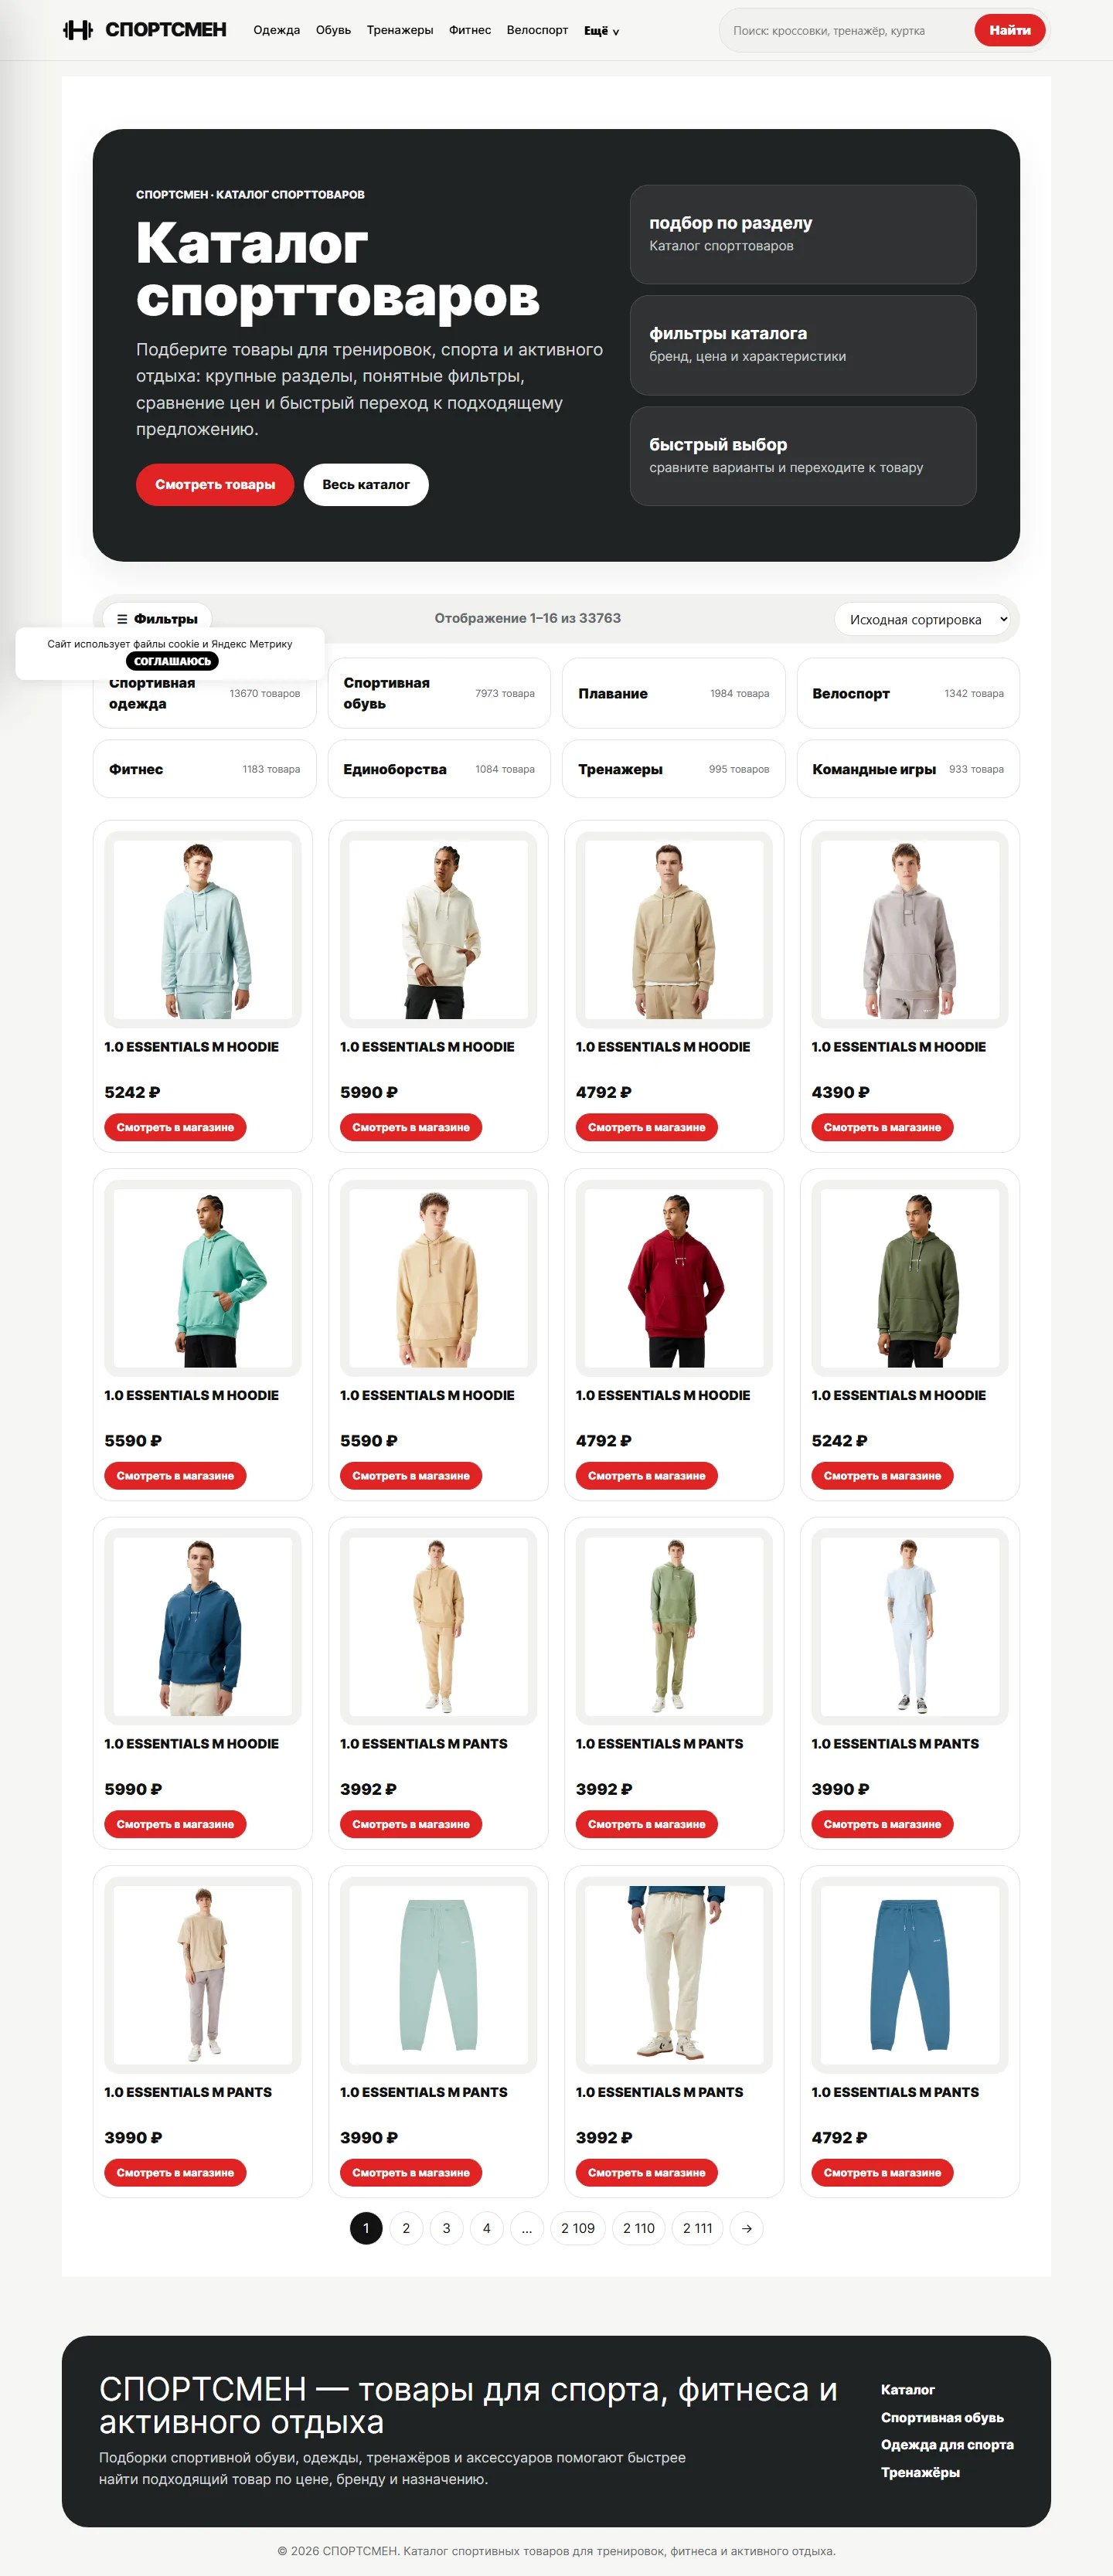 СПОРТСМЕН
Одежда Обувь Тренажеры Фитнес Велоспорт Ещё
Поиск: кроссовки, тренажёр, куртка
Найти
СПОРТСМЕН · КАТАЛОГ СПОРТТОВАРОВ
Каталог
спорттоваров
Подберите товары для тренировок, спорта и активного
отдыха: крупные разделы, понятные фильтры,
сравнение цен и быстрый переход к подходящему
предложению.
Смотреть товары Весь каталог
подбор по разделу
Каталог спорттоваров
фильтры каталога
бренд, цена и характеристики
быстрый выбор
сравните варианты и переходите к товару
☰ Фильтры
Отображение 1–16 из 33763
Исходная сортировка
Сайт использует файлы cookie и Яндекс Метрику
СОГЛАШАЮСЬ
Спортивная
одежда
13670 товаров
Спортивная
обувь
7973 товара
Плавание 1984 товара
Велоспорт 1342 товара
Фитнес 1183 товара
Единоборства 1084 товара
Тренажеры 995 товаров
Командные игры 933 товара
1.0 ESSENTIALS M HOODIE 1.0 ESSENTIALS M HOODIE 1.0 ESSENTIALS M HOODIE 1.0 ESSENTIALS M HOODIE
5242 ₽ 5990 ₽ 4792 ₽ 4390 ₽
Смотреть в магазине Смотреть в магазине Смотреть в магазине Смотреть в магазине
1.0 ESSENTIALS M HOODIE 1.0 ESSENTIALS M HOODIE 1.0 ESSENTIALS M HOODIE 1.0 ESSENTIALS M HOODIE
5590 ₽ 5590 ₽ 4792 ₽ 5242 ₽
Смотреть в магазине Смотреть в магазине Смотреть в магазине Смотреть в магазине
1.0 ESSENTIALS M HOODIE 1.0 ESSENTIALS M PANTS 1.0 ESSENTIALS M PANTS 1.0 ESSENTIALS M PANTS
5990 ₽ 3992 ₽ 3992 ₽ 3990 ₽
Смотреть в магазине Смотреть в магазине Смотреть в магазине Смотреть в магазине
1.0 ESSENTIALS M PANTS 1.0 ESSENTIALS M PANTS 1.0 ESSENTIALS M PANTS 1.0 ESSENTIALS M PANTS
3990 ₽ 3990 ₽ 3992 ₽ 4792 ₽
Смотреть в магазине Смотреть в магазине Смотреть в магазине Смотреть в магазине
1 2 3 4 … 2 109 2 110 2 111 →
СПОРТСМЕН — товары для спорта, фитнеса и
активного отдыха
Подборки спортивной обуви, одежды, тренажёров и аксессуаров помогают быстрее
найти подходящий товар по цене, бренду и назначению.
Каталог
Спортивная обувь
Одежда для спорта
Тренажёры
© 2026 СПОРТСМЕН. Каталог спортивных товаров для тренировок, фитнеса и активного отдыха.